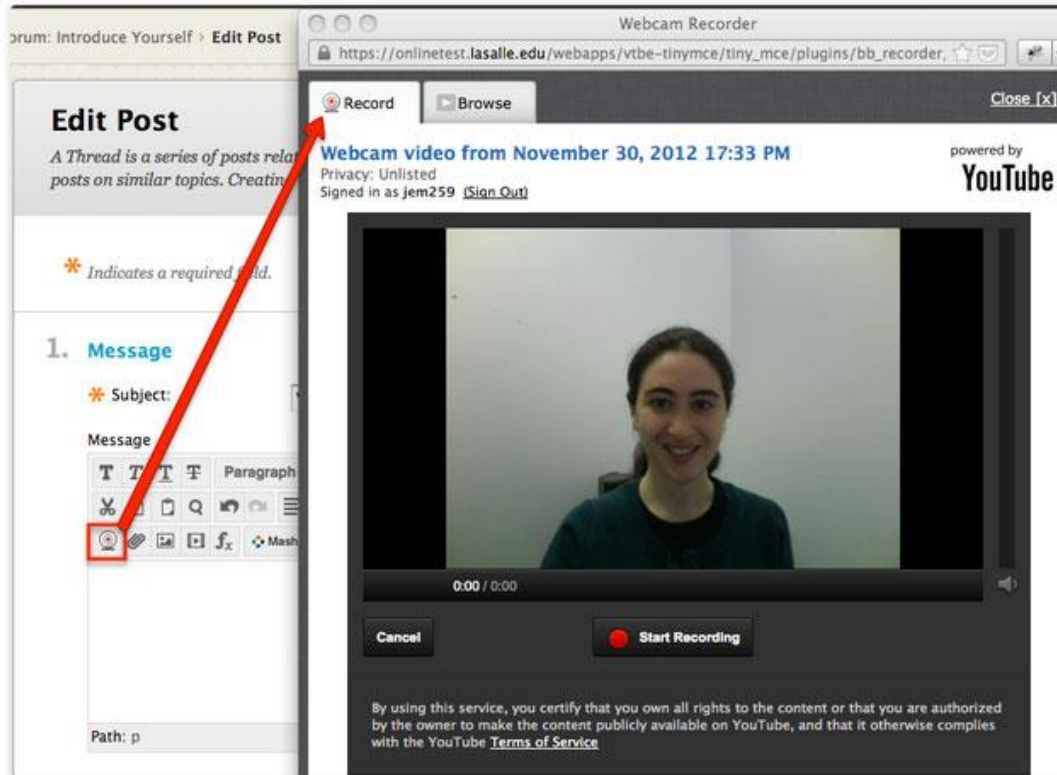 orum: Introduce Yourself > Edit Post
Edit Post
A Thread is a series of posts
posts on similar topics. Creating
* Indicates a required field.
1. Message
* Subject:
Message
T T T T Paragraph
fx Mash
Path: p
Webcam Recorder
https://onlinetest.lasalle.edu/webapps/vtbe-tinymce/tiny_mce/plugins/bb_recorder,
Record Browse Close [x]
Webcam video from November 30, 2012 17:33 PM
Privacy: Unlisted
Signed in as jem259 (Sign Out)
powered by
YouTube
0:00 / 0:00
Cancel Start Recording
By using this service, you certify that you own all rights to the content or that you are authorized
by the owner to make the content publicly available on YouTube, and that it otherwise complies
with the YouTube Terms of Service